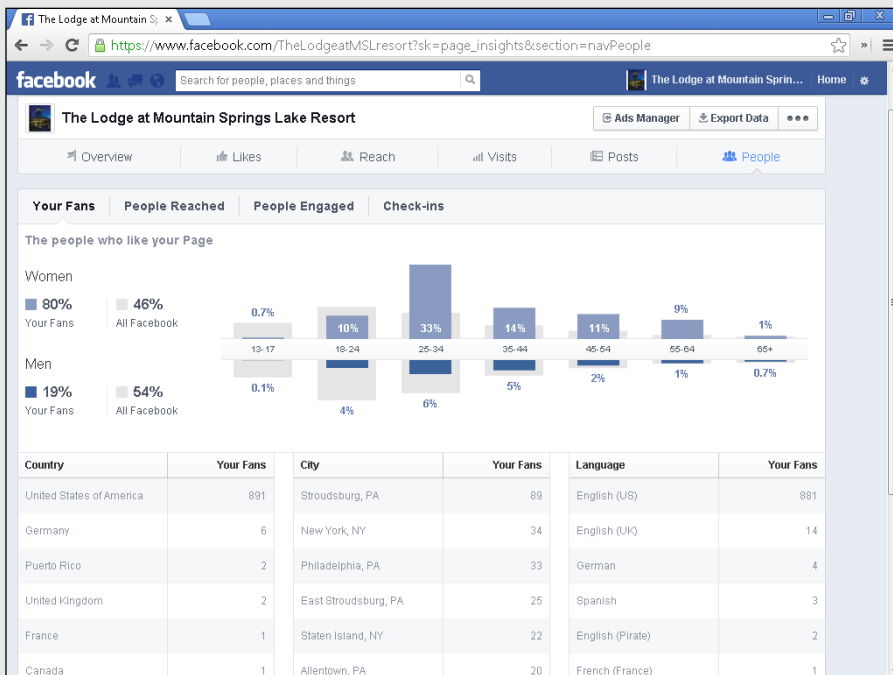 The Lodge at Mountain Sp
https://www.facebook.com/TheLodgeatMSLresort?sk=page_insights&section=navPeople
facebook
Search for people, places and things
The Lodge at Mountain Sprin... Home
The Lodge at Mountain Springs Lake Resort
Ads Manager Export Data
Overview Likes Reach Visits Posts People
Your Fans People Reached People Engaged Check-ins
The people who like your Page
Women
80% 46%
Your Fans All Facebook
Men
19% 54%
Your Fans All Facebook
0.7% 10% 33% 14% 11% 9% 1%
13-17 18-24 25-34 35-44 45-54 55-64 65+
0.1% 4% 6% 5% 2% 1% 0.7%
Country Your Fans City Your Fans Language Your Fans
United States of America 891 Stroudsburg, PA 89 English (US) 881
Germany 6 New York, NY 34 English (UK) 14
Puerto Rico 2 Philadelphia, PA 33 German 4
United Kingdom 2 East Stroudsburg, PA 25 Spanish 3
France 1 Staten Island, NY 22 English (Pirate) 2
Canada 1 Allentown, PA 20 French (France) 1